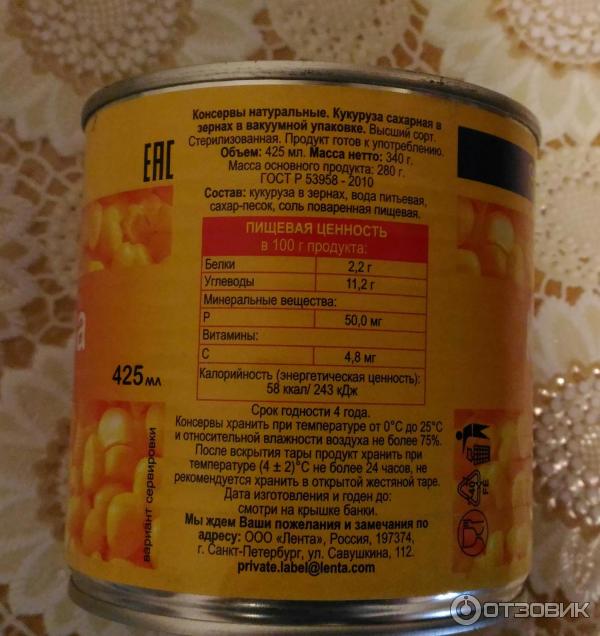 Консервы натуральные. Кукуруза сахарная в
зернах в вакуумной упаковке. Высший сорт.
Стерилизованная. Продукт готов к употреблению.
Объем: 425 мл. Масса нетто: 340 г.
Масса основного продукта: 280 г.
ГОСТ Р 53958 - 2010
Состав: кукуруза в зернах, вода питьевая,
сахар-песок, соль поваренная пищевая.
EAC
ПИЩЕВАЯ ЦЕННОСТЬ
в 100 г продукта:
Белки 2,2 г
Углеводы 11,2 г
Минеральные вещества:
P 50,0 мг
Витамины:
C 4,8 мг
Калорийность (энергетическая ценность):
58 ккал/ 243 кДж
425 мл
вариант сервировки
Срок годности 4 года.
Консервы хранить при температуре от 0°С до 25°С
и относительной влажности воздуха не более 75%.
После вскрытия тары продукт хранить при
температуре (4 ± 2)°С не более 24 часов, не
рекомендуется хранить в открытой жестяной таре.
Дата изготовления и годен до:
смотри на крышке банки.
Мы ждем Ваши пожелания и замечания по
адресу: ООО «Лента», Россия, 197374,
г. Санкт-Петербург, ул. Савушкина, 112.
private.label@lenta.com
40
FE
ОТЗОВИК